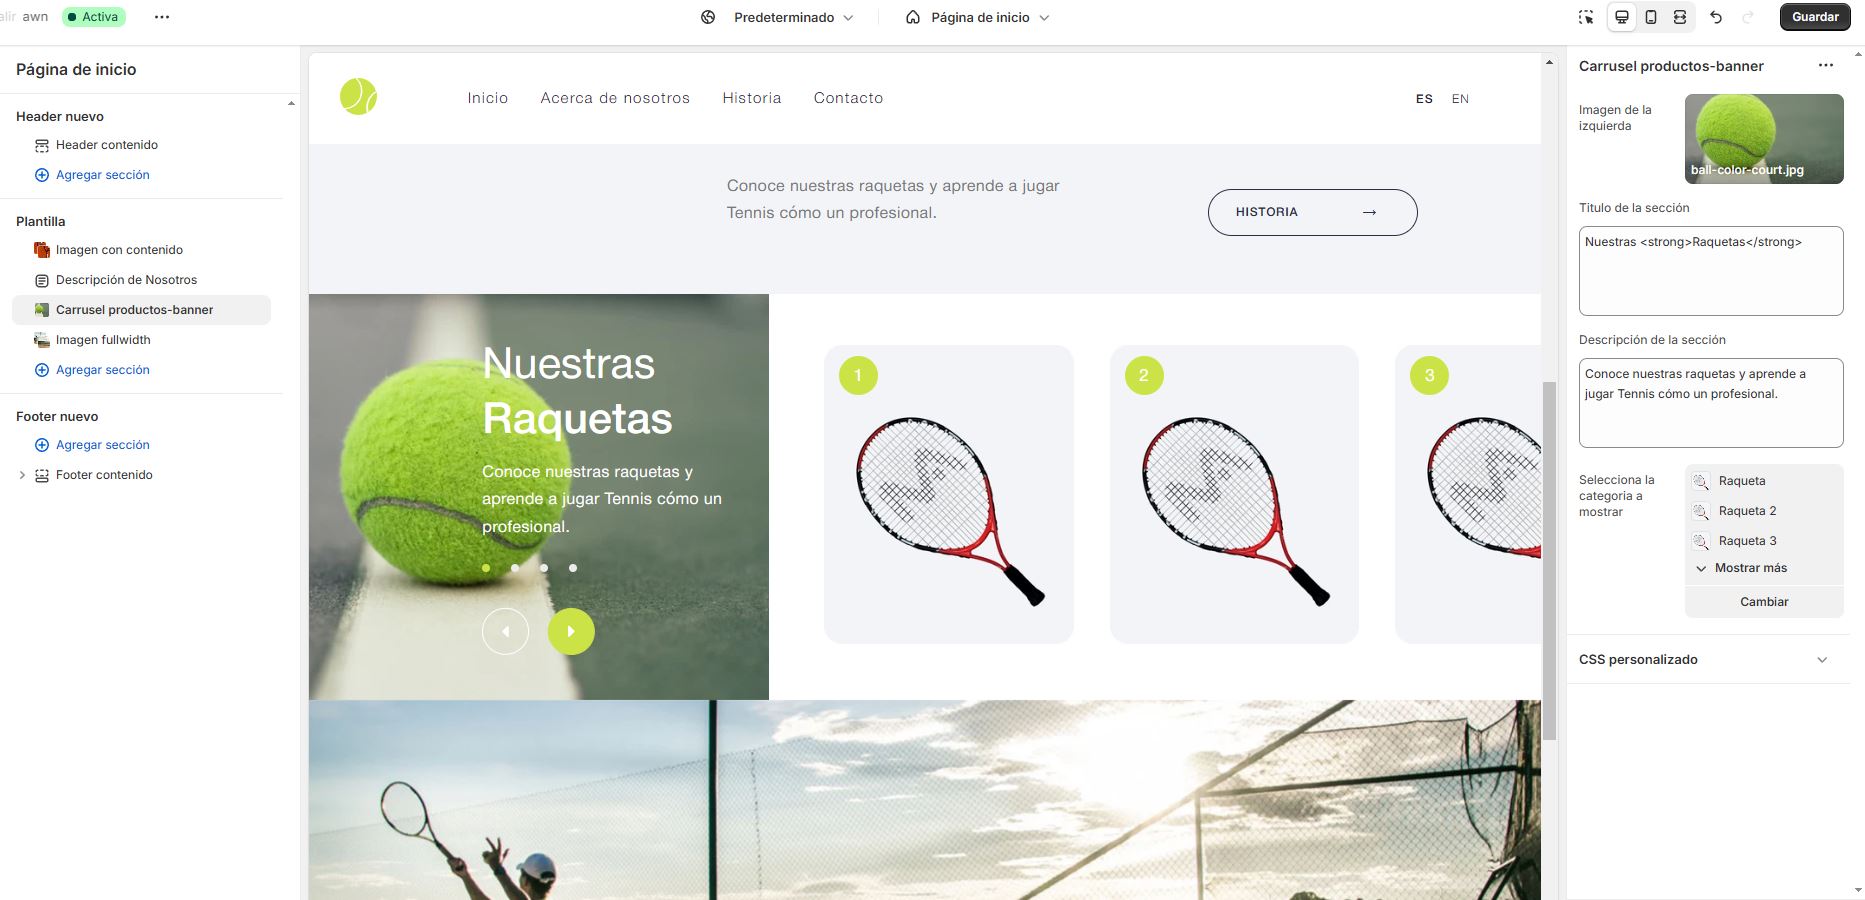 alir awn
Activa
Predeterminado
Página de inicio
Guardar
Página de inicio
Header nuevo
Header contenido
Agregar sección
Plantilla
Imagen con contenido
Descripción de Nosotros
Carrusel productos-banner
Imagen fullwidth
Agregar sección
Footer nuevo
Agregar sección
Footer contenido
Inicio
Acerca de nosotros
Historia
Contacto
ES
EN
Conoce nuestras raquetas y aprende a jugar
Tennis cómo un profesional.
HISTORIA →
Nuestras
Raquetas
Conoce nuestras raquetas y
aprende a jugar Tennis cómo un
profesional.
1
2
3
Carrusel productos-banner
Imagen de la
izquierda
ball-color-court.jpg
Titulo de la sección
Nuestras <strong>Raquetas</strong>
Descripción de la sección
Conoce nuestras raquetas y aprende a
jugar Tennis cómo un profesional.
Selecciona la
categoria a
mostrar
Raqueta
Raqueta 2
Raqueta 3
Mostrar más
Cambiar
CSS personalizado